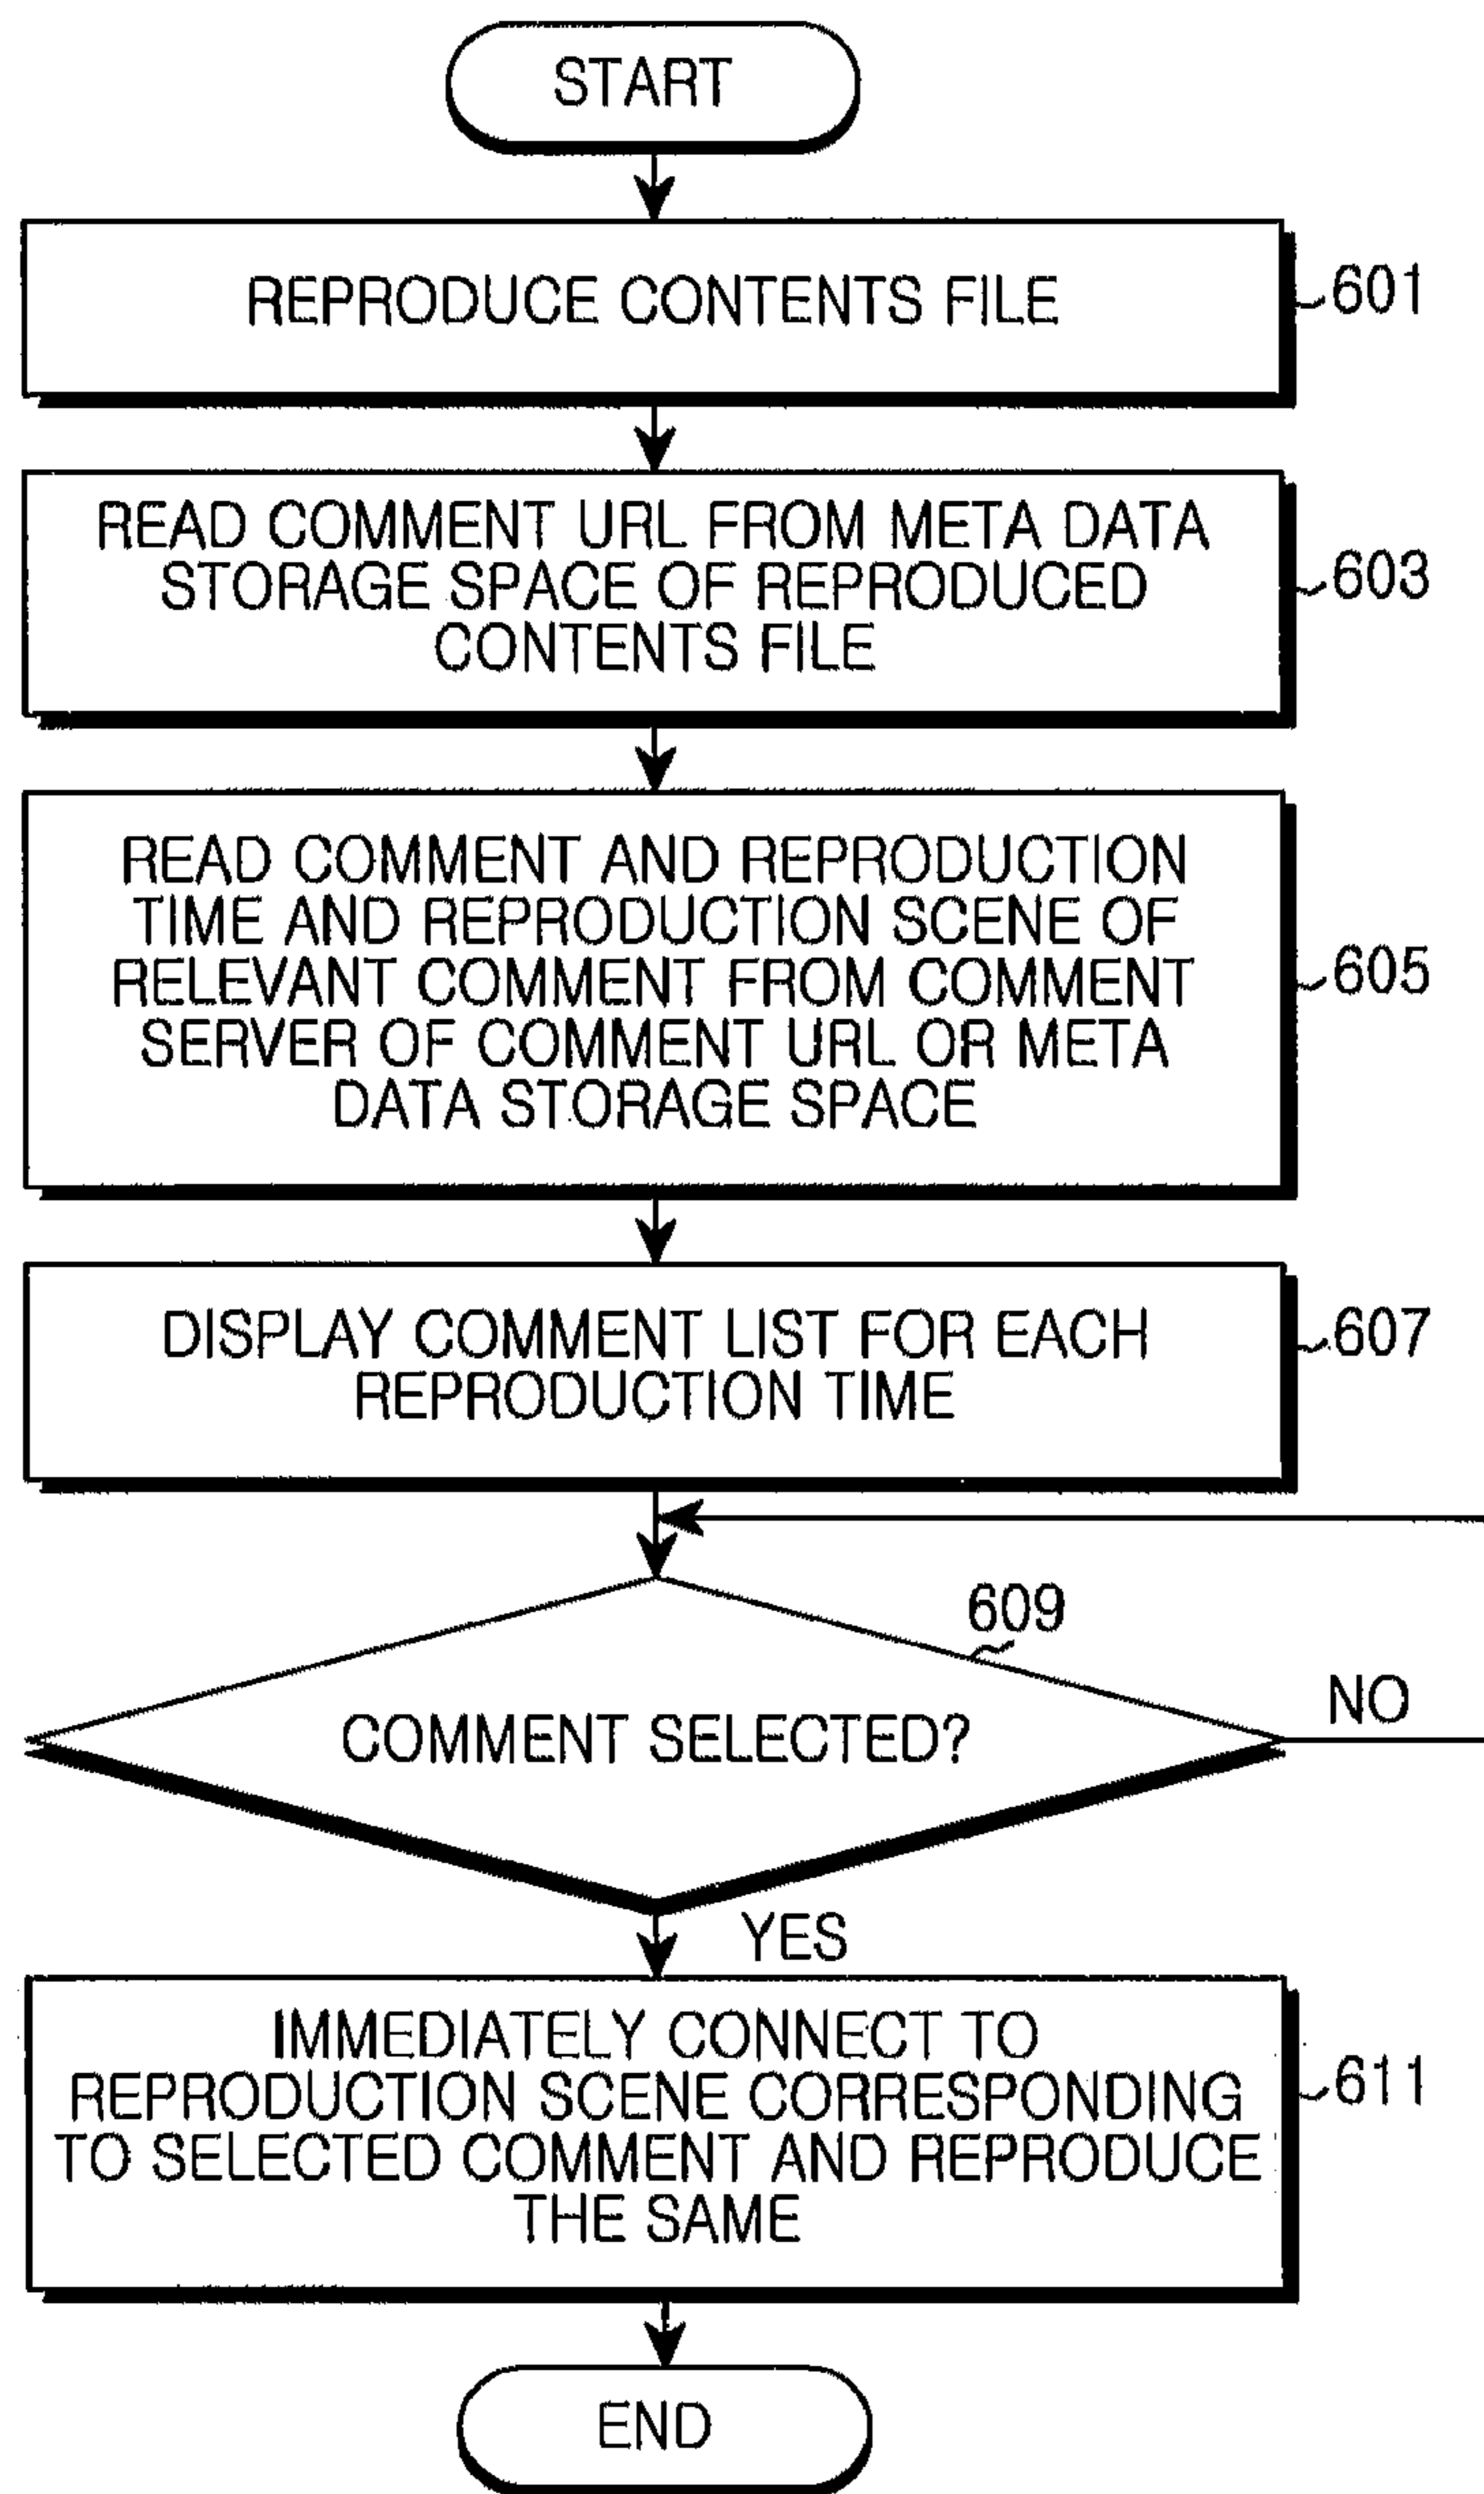 START
REPRODUCE CONTENTS FILE
601
READ COMMENT URL FROM META DATA
STORAGE SPACE OF REPRODUCED
CONTENTS FILE
603
READ COMMENT AND REPRODUCTION
TIME AND REPRODUCTION SCENE OF
RELEVANT COMMENT FROM COMMENT
SERVER OF COMMENT URL OR META
DATA STORAGE SPACE
605
DISPLAY COMMENT LIST FOR EACH
REPRODUCTION TIME
607
609
COMMENT SELECTED?
NO
YES
IMMEDIATELY CONNECT TO
REPRODUCTION SCENE CORRESPONDING
TO SELECTED COMMENT AND REPRODUCE
THE SAME
611
END